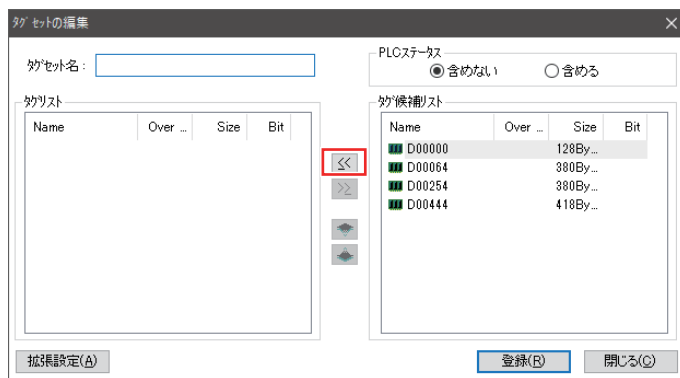 タグセットの編集
タグセット名：
PLCステータス
含めない 含める
タグリスト
Name Over ... Size Bit
<<
>>
タグ候補リスト
Name Over ... Size Bit
D00000 128By...
D00064 380By...
D00254 380By...
D00444 418By...
拡張設定(A)
登録(R)
閉じる(C)